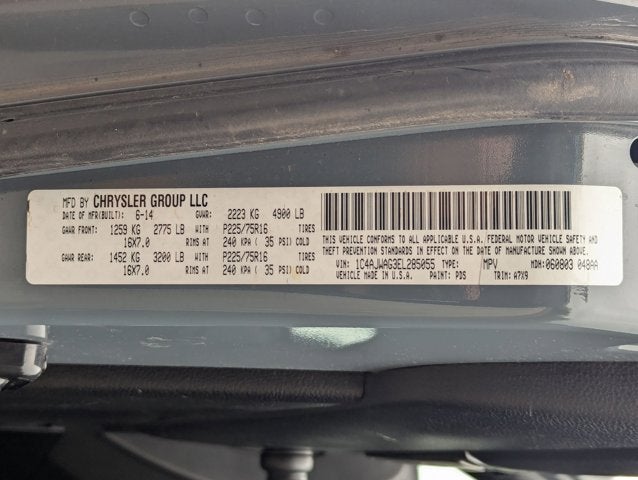 MFD BY CHRYSLER GROUP LLC
DATE OF MFR(BUILT): 6-14 GVWR: 2223 KG 4900 LB
GAWR FRONT: 1259 KG 2775 LB WITH P225/75R16 TIRES
16X7.0 RIMS AT 240 KPA ( 35 PSI) COLD
GAWR REAR: 1452 KG 3200 LB WITH P225/75R16 TIRES
16X7.0 RIMS AT 240 KPA ( 35 PSI) COLD
THIS VEHICLE CONFORMS TO ALL APPLICABLE U.S.A. FEDERAL MOTOR VEHICLE SAFETY AND
THEFT PREVENTION STANDARDS IN EFFECT ON THE DATE OF MANUFACTURE SHOWN ABOVE
VIN: 1C4AJWAG3EL285055 TYPE: MPV MDH: 060803 048AA
VEHICLE MADE IN U.S.A. PAINT: PDS TRIM: A7X9